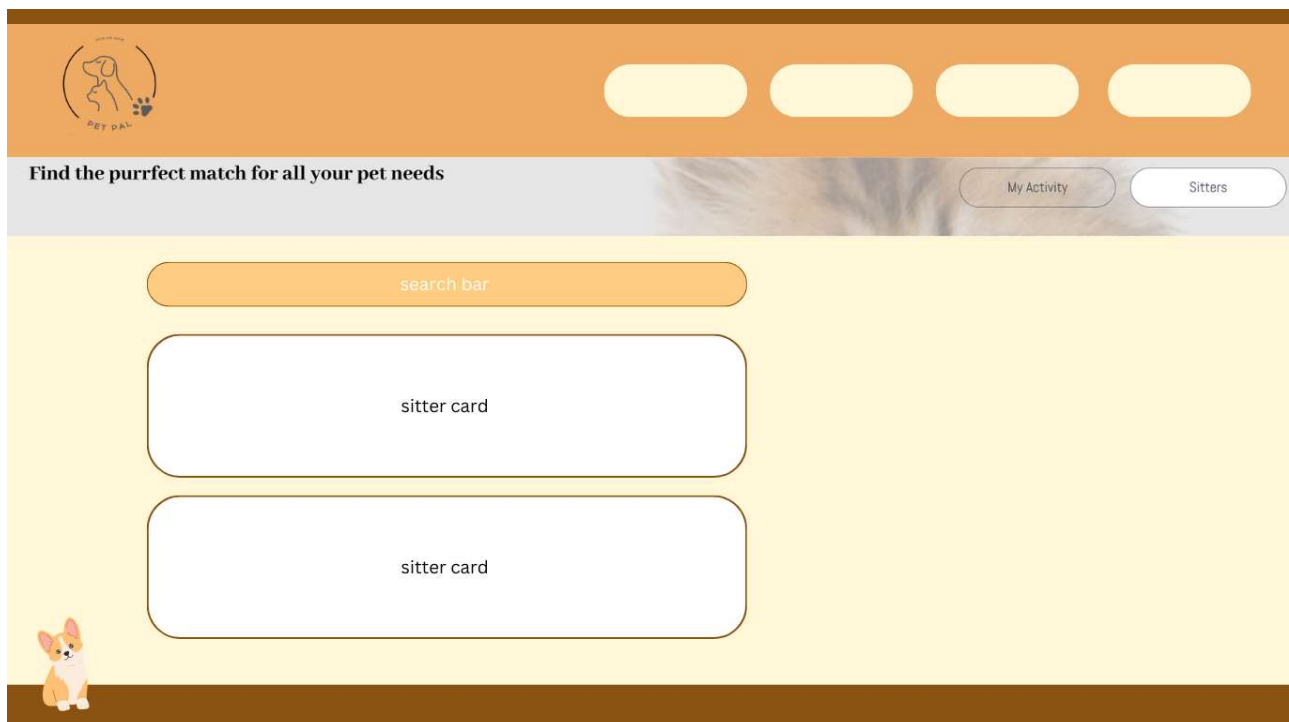 PET PAL
Find the purrfect match for all your pet needs
My Activity
Sitters
search bar
sitter card
sitter card